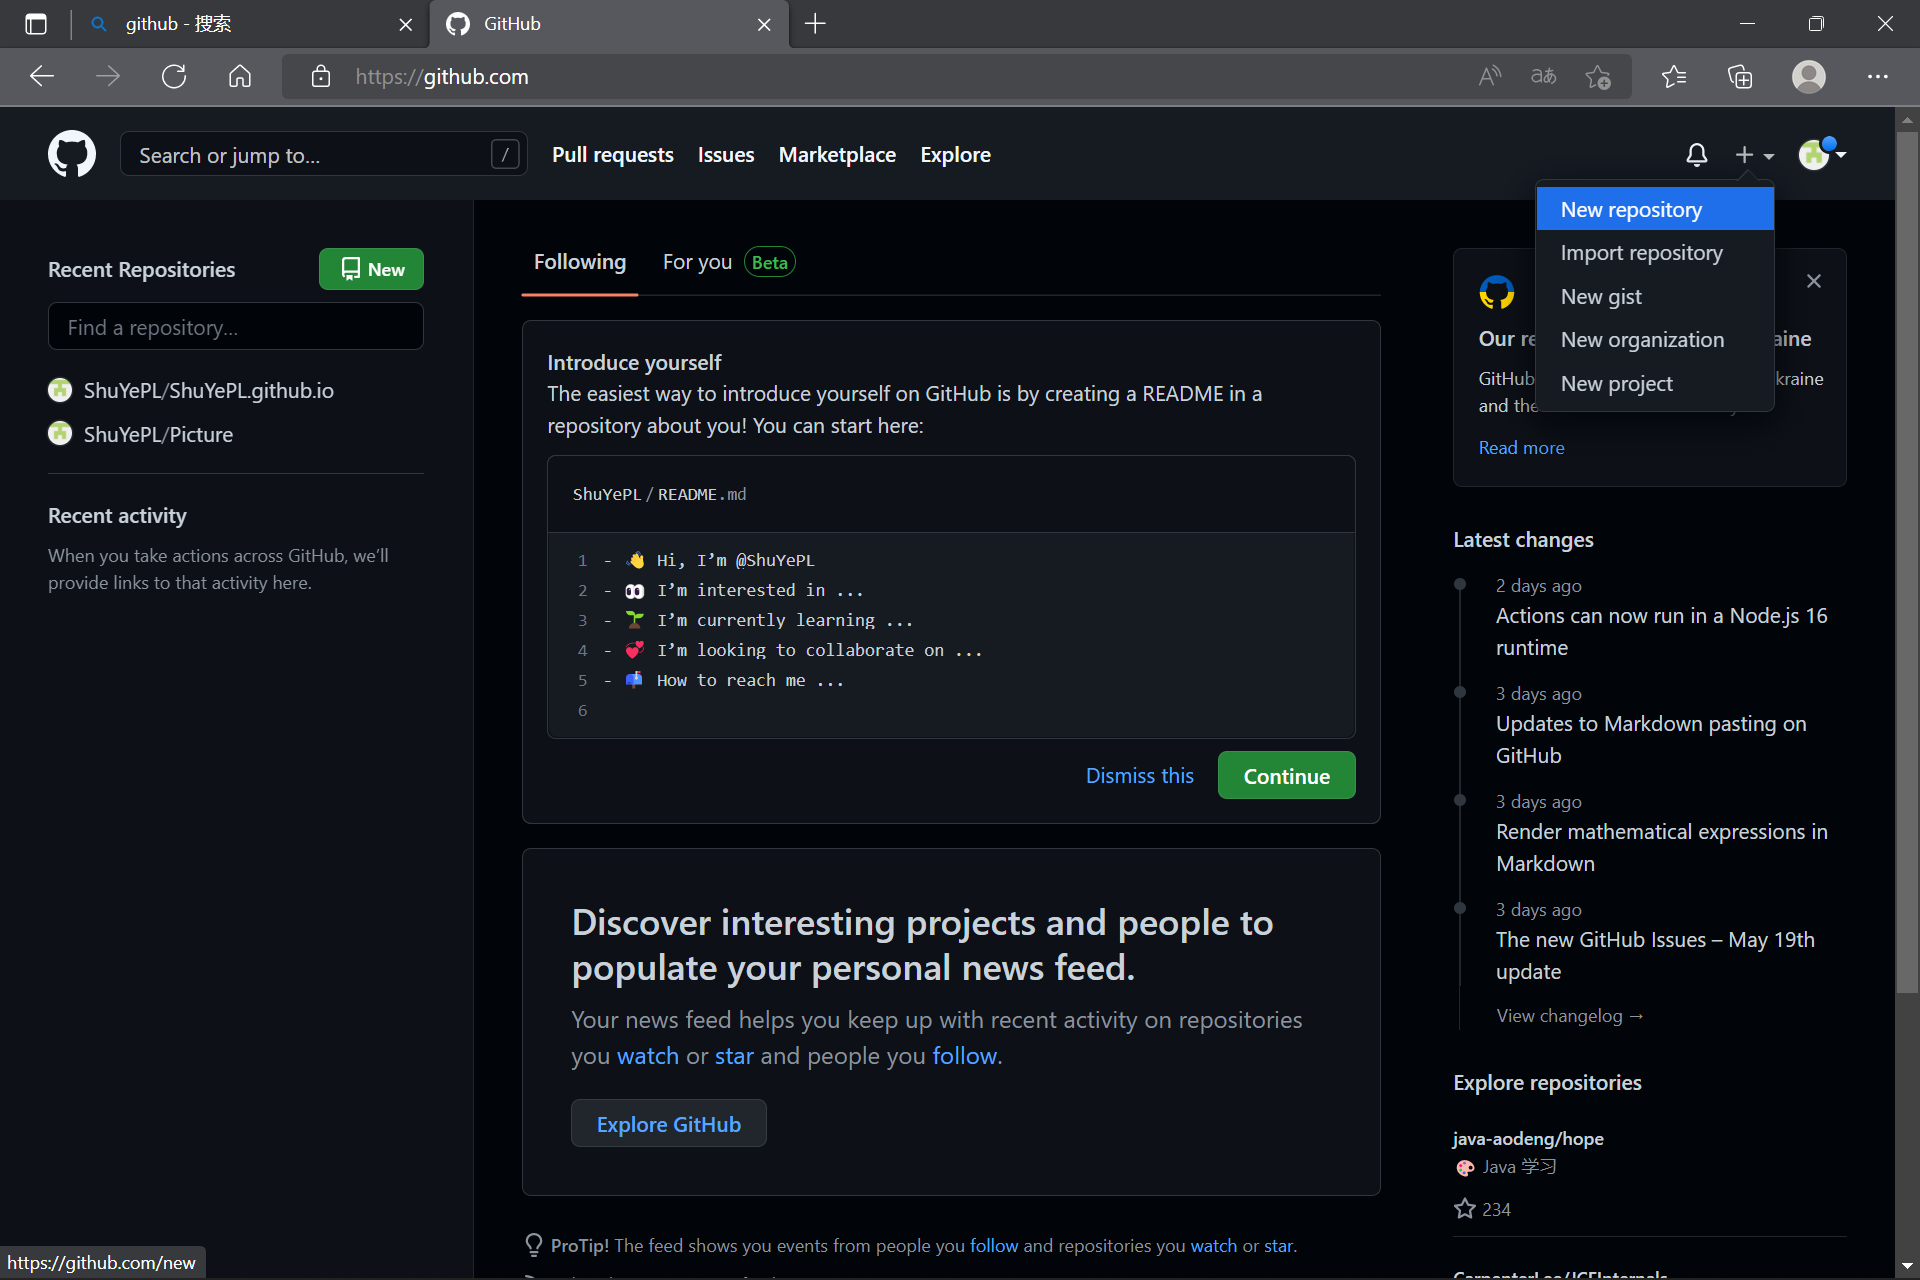 github - 搜索
GitHub
https://github.com
Search or jump to...
/
Pull requests
Issues
Marketplace
Explore
New repository
Import repository
New gist
New organization
New project
Recent Repositories
New
Find a repository...
ShuYePL/ShuYePL.github.io
ShuYePL/Picture
Recent activity
When you take actions across GitHub, we'll
provide links to that activity here.
Following
For you
Beta
Introduce yourself
The easiest way to introduce yourself on GitHub is by creating a README in a
repository about you! You can start here:
ShuYePL / README.md
1 - 👋 Hi, I’m @ShuYePL
2 - 👀 I’m interested in ...
3 - 🌱 I’m currently learning ...
4 - 💞️ I’m looking to collaborate on ...
5 - 📫 How to reach me ...
6
Dismiss this
Continue
Discover interesting projects and people to
populate your personal news feed.
Your news feed helps you keep up with recent activity on repositories
you watch or star and people you follow.
Explore GitHub
ProTip! The feed shows you events from people you follow and repositories you watch or star.
Our
GitHub
and
Read more
Latest changes
2 days ago
Actions can now run in a Node.js 16
runtime
3 days ago
Updates to Markdown pasting on
GitHub
3 days ago
Render mathematical expressions in
Markdown
3 days ago
The new GitHub Issues – May 19th
update
View changelog →
Explore repositories
java-aodeng/hope
🎨 Java 学习
234
https://github.com/new